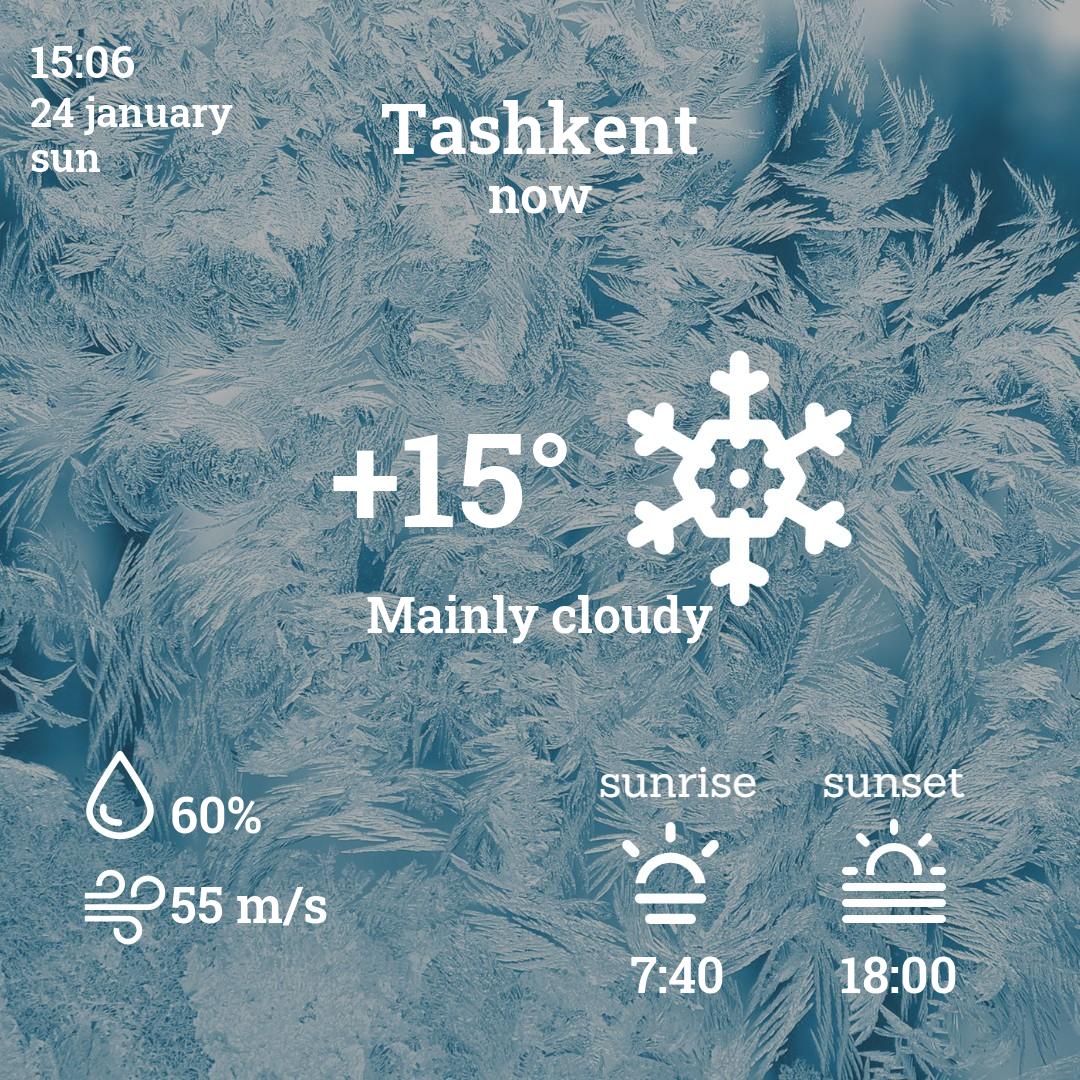 15:06
24 january
sun
Tashkent
now
+15°
Mainly cloudy
60%
55 m/s
sunrise
sunset
7:40
18:00